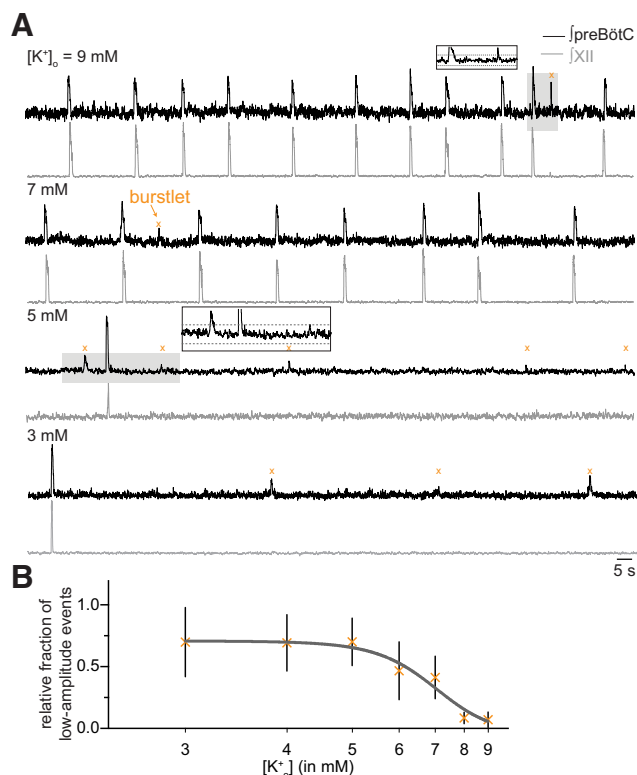 A
[K⁺]ₒ = 9 mM
∫preBötC
∫XII
x
7 mM
burstlet
x
5 mM
x x x x x
3 mM
x x x
5 s
B
relative fraction of
low-amplitude events
1.0
0.5
0.0
3 4 5 6 7 8 9
[K⁺ₒ] (in mM)